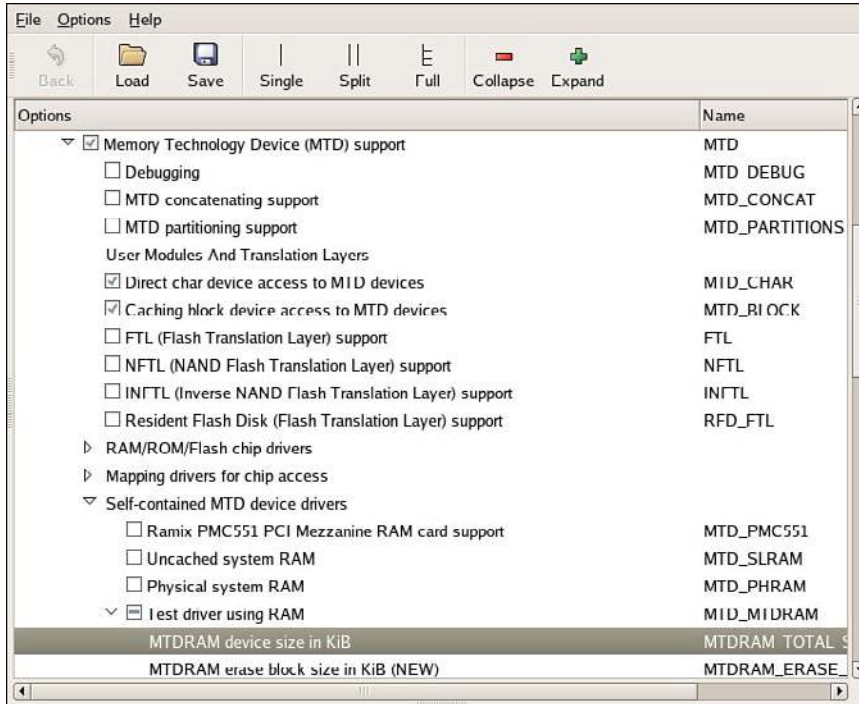 File Options Help
Back Load Save Single Split Full Collapse Expand
Options Name
Memory Technology Device (MTD) support MTD
Debugging MTD_DEBUG
MTD concatenating support MTD_CONCAT
MTD partitioning support MTD_PARTITIONS
User Modules And Translation Layers
Direct char device access to MTD devices MTD_CHAR
Caching block device access to MTD devices MTD_BLOCK
FTL (Flash Translation Layer) support FTL
NFTL (NAND Flash Translation Layer) support NFTL
INFTL (Inverse NAND Flash Translation Layer) support INFTL
Resident Flash Disk (Flash Translation Layer) support RFD_FTL
RAM/ROM/Flash chip drivers
Mapping drivers for chip access
Self-contained MTD device drivers
Ramix PMC551 PCI Mezzanine RAM card support MTD_PMC551
Uncached system RAM MTD_SLRAM
Physical system RAM MTD_PHRAM
Test driver using RAM MTD_MTDRAM
MTDRAM device size in KiB MTDRAM_TOTAL_S
MTDRAM erase block size in KiB (NEW) MTDRAM_ERASE_